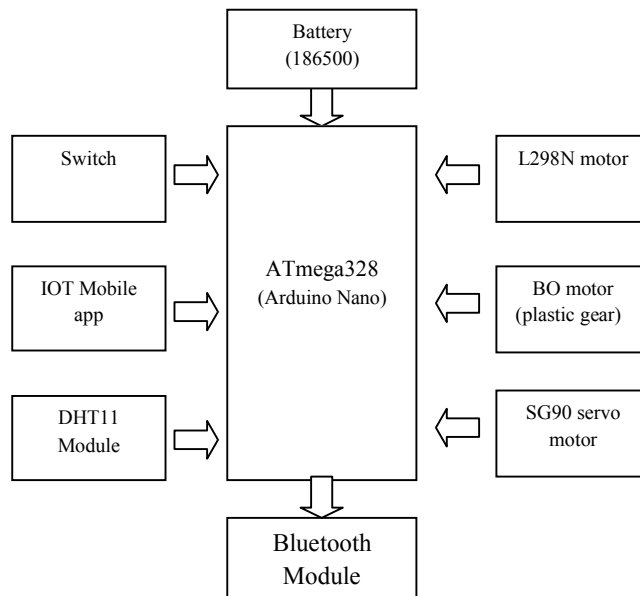 Battery
(186500)
Switch
L298N motor
ATmega328
(Arduino Nano)
IOT Mobile
app
BO motor
(plastic gear)
DHT11
Module
SG90 servo
motor
Bluetooth
Module